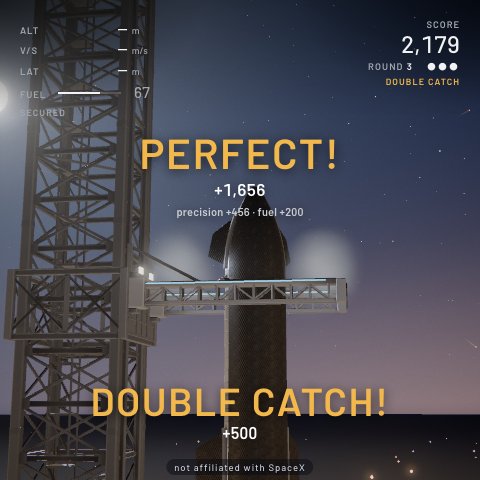 ALT — m
V/S — m/s
LAT — m
FUEL 67
SECURED
SCORE
2,179
ROUND 3
DOUBLE CATCH
PERFECT!
+1,656
precision +456 · fuel +200
DOUBLE CATCH!
+500
not affiliated with SpaceX